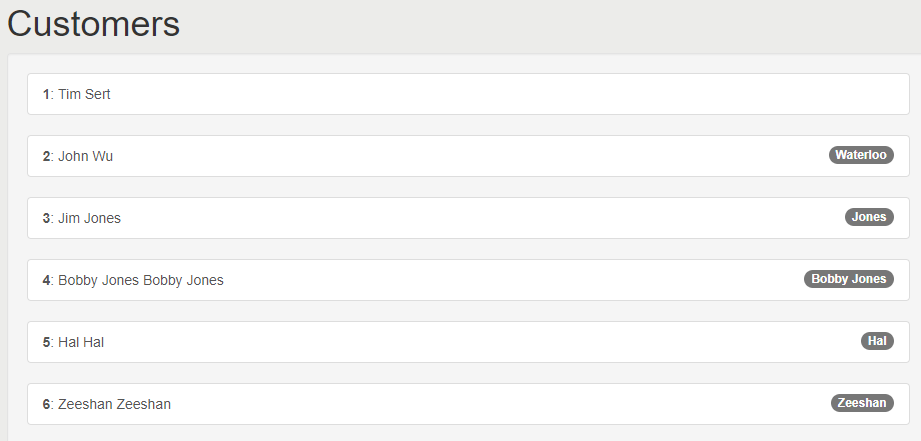 Customers
1: Tim Sert
2: John Wu Waterloo
3: Jim Jones Jones
4: Bobby Jones Bobby Jones Bobby Jones
5: Hal Hal Hal
6: Zeeshan Zeeshan Zeeshan